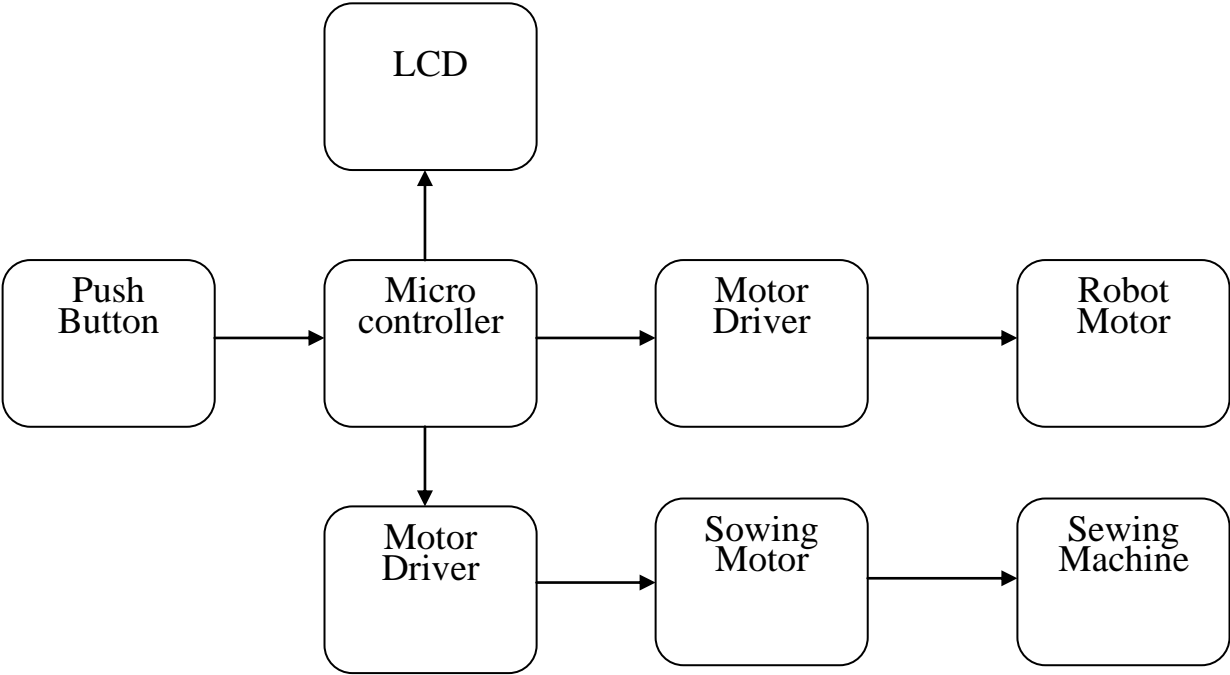 LCD
Push
Button
Micro
controller
Motor
Driver
Robot
Motor
Motor
Driver
Sowing
Motor
Sewing
Machine